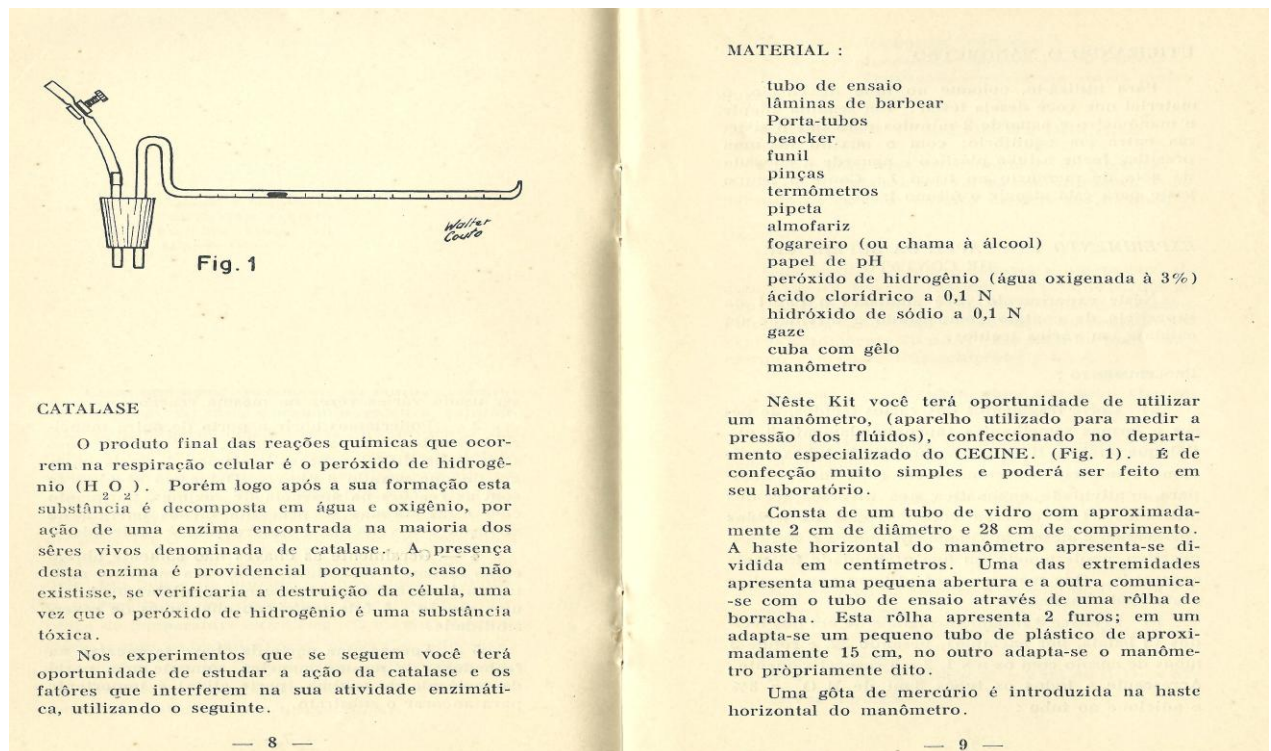 Walter
Couto
Fig. 1
CATALASE
O produto final das reações químicas que ocor-
rem na respiração celular é o peróxido de hidrogê-
nio (H2O2). Porém logo após a sua formação esta
substância é decomposta em água e oxigênio, por
ação de uma enzima encontrada na maioria dos
sêres vivos denominada de catalase. A presença
desta enzima é providencial porquanto, caso não
existisse, se verificaria a destruição da célula, uma
vez que o peróxido de hidrogênio é uma substância
tóxica.
Nos experimentos que se seguem você terá
oportunidade de estudar a ação da catalase e os
fatôres que interferem na sua atividade enzimáti-
ca, utilizando o seguinte.
— 8 —
MATERIAL :
tubo de ensaio
lâminas de barbear
Porta-tubos
beacker
funil
pinças
termômetros
pipeta
almofariz
fogareiro (ou chama à álcool)
papel de pH
peróxido de hidrogênio (água oxigenada à 3%)
ácido clorídrico a 0,1 N
hidróxido de sódio a 0,1 N
gaze
cuba com gêlo
manômetro
Nêste Kit você terá oportunidade de utilizar
um manômetro, (aparelho utilizado para medir a
pressão dos flúidos), confeccionado no departa-
mento especializado do CECINE. (Fig. 1). É de
confecção muito simples e poderá ser feito em
seu laboratório.
Consta de um tubo de vidro com aproximada-
mente 2 cm de diâmetro e 28 cm de comprimento.
A haste horizontal do manômetro apresenta-se di-
vidida em centímetros. Uma das extremidades
apresenta uma pequena abertura e a outra comunica-
-se com o tubo de ensaio através de uma rôlha de
borracha. Esta rôlha apresenta 2 furos; em um
adapta-se um pequeno tubo de plástico de aproxi-
madamente 15 cm, no outro adapta-se o manôme-
tro pròpriamente dito.
Uma gôta de mercúrio é introduzida na haste
horizontal do manômetro.
— 9 —